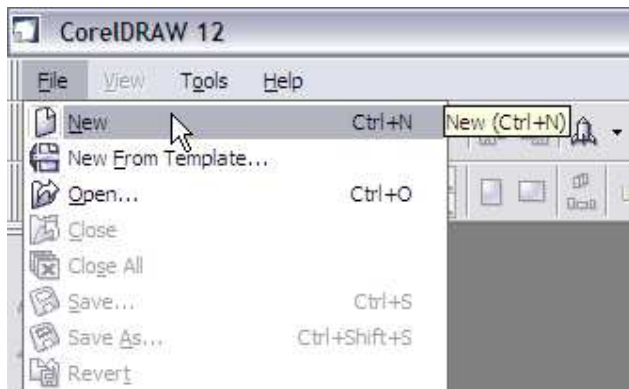 CorelDRAW 12
File View Tools Help
New Ctrl+N New (Ctrl+N)
New From Template...
Open... Ctrl+O
Close
Close All
Save... Ctrl+S
Save As... Ctrl+Shift+S
Revert